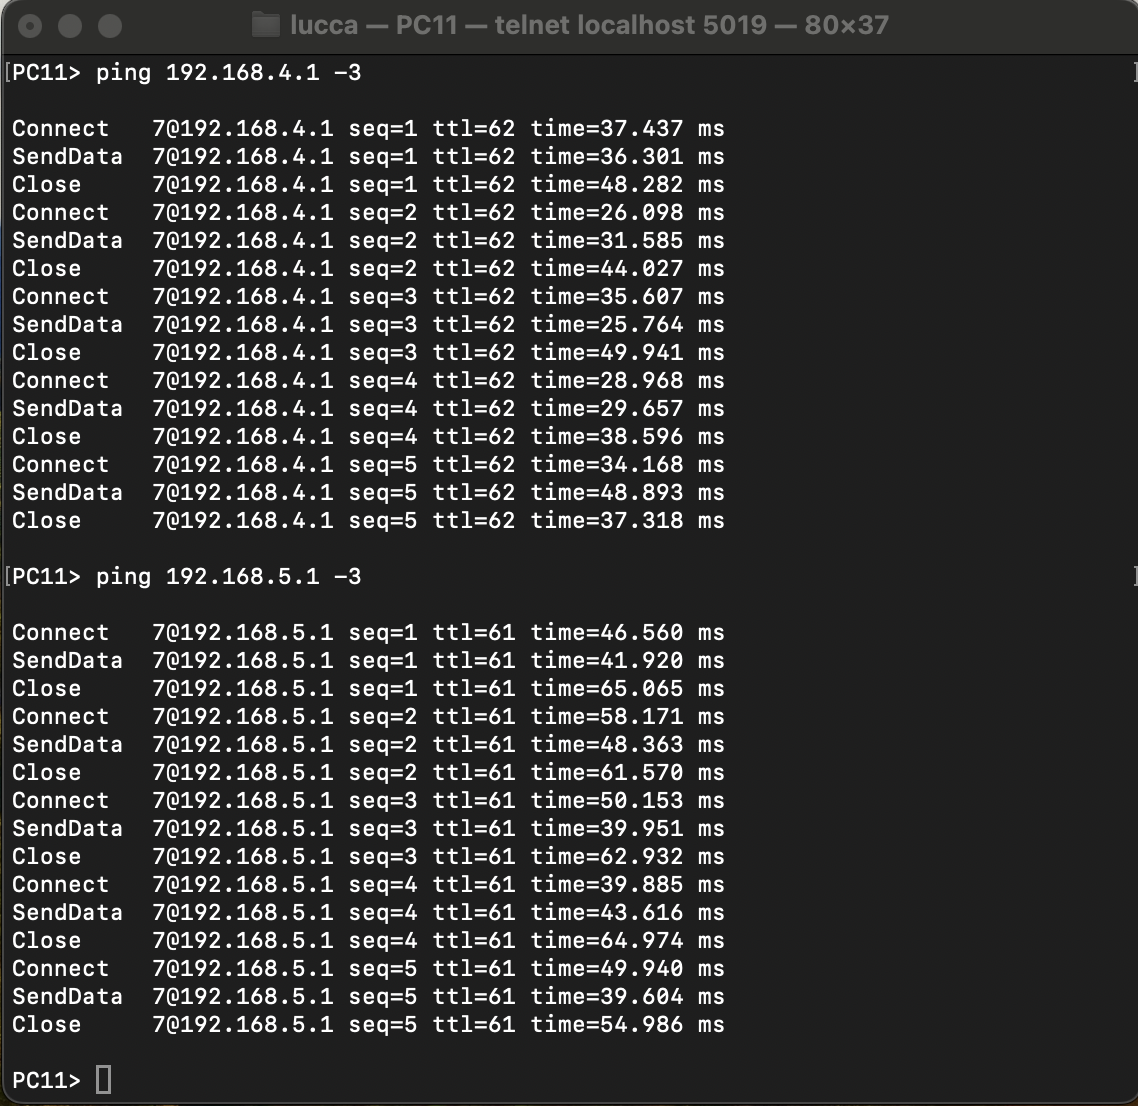 lucca — PC11 — telnet localhost 5019 — 80×37
[PC11> ping 192.168.4.1 -3 ]
Connect   7@192.168.4.1 seq=1 ttl=62 time=37.437 ms
SendData  7@192.168.4.1 seq=1 ttl=62 time=36.301 ms
Close     7@192.168.4.1 seq=1 ttl=62 time=48.282 ms
Connect   7@192.168.4.1 seq=2 ttl=62 time=26.098 ms
SendData  7@192.168.4.1 seq=2 ttl=62 time=31.585 ms
Close     7@192.168.4.1 seq=2 ttl=62 time=44.027 ms
Connect   7@192.168.4.1 seq=3 ttl=62 time=35.607 ms
SendData  7@192.168.4.1 seq=3 ttl=62 time=25.764 ms
Close     7@192.168.4.1 seq=3 ttl=62 time=49.941 ms
Connect   7@192.168.4.1 seq=4 ttl=62 time=28.968 ms
SendData  7@192.168.4.1 seq=4 ttl=62 time=29.657 ms
Close     7@192.168.4.1 seq=4 ttl=62 time=38.596 ms
Connect   7@192.168.4.1 seq=5 ttl=62 time=34.168 ms
SendData  7@192.168.4.1 seq=5 ttl=62 time=48.893 ms
Close     7@192.168.4.1 seq=5 ttl=62 time=37.318 ms
[PC11> ping 192.168.5.1 -3 ]
Connect   7@192.168.5.1 seq=1 ttl=61 time=46.560 ms
SendData  7@192.168.5.1 seq=1 ttl=61 time=41.920 ms
Close     7@192.168.5.1 seq=1 ttl=61 time=65.065 ms
Connect   7@192.168.5.1 seq=2 ttl=61 time=58.171 ms
SendData  7@192.168.5.1 seq=2 ttl=61 time=48.363 ms
Close     7@192.168.5.1 seq=2 ttl=61 time=61.570 ms
Connect   7@192.168.5.1 seq=3 ttl=61 time=50.153 ms
SendData  7@192.168.5.1 seq=3 ttl=61 time=39.951 ms
Close     7@192.168.5.1 seq=3 ttl=61 time=62.932 ms
Connect   7@192.168.5.1 seq=4 ttl=61 time=39.885 ms
SendData  7@192.168.5.1 seq=4 ttl=61 time=43.616 ms
Close     7@192.168.5.1 seq=4 ttl=61 time=64.974 ms
Connect   7@192.168.5.1 seq=5 ttl=61 time=49.940 ms
SendData  7@192.168.5.1 seq=5 ttl=61 time=39.604 ms
Close     7@192.168.5.1 seq=5 ttl=61 time=54.986 ms
PC11>